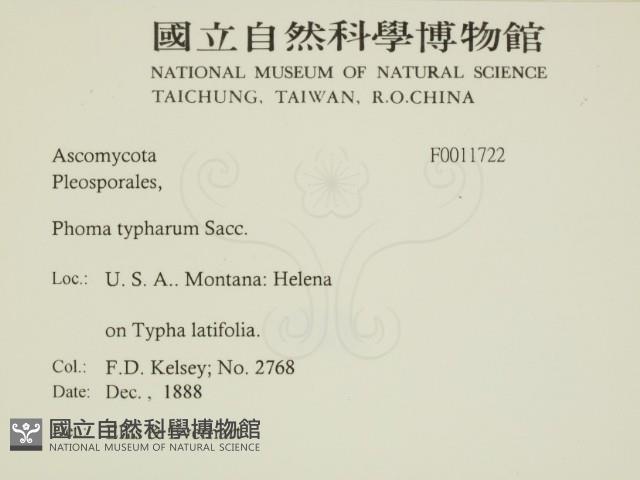 國立自然科學博物館
NATIONAL MUSEUM OF NATURAL SCIENCE
TAICHUNG, TAIWAN, R.O.CHINA
Ascomycota F0011722
Pleosporales,
Phoma typharum Sacc.
Loc.: U. S. A.. Montana: Helena
on Typha latifolia.
Col.: F.D. Kelsey; No. 2768
Date: Dec. , 1888
國立自然科學博物館
NATIONAL MUSEUM OF NATURAL SCIENCE